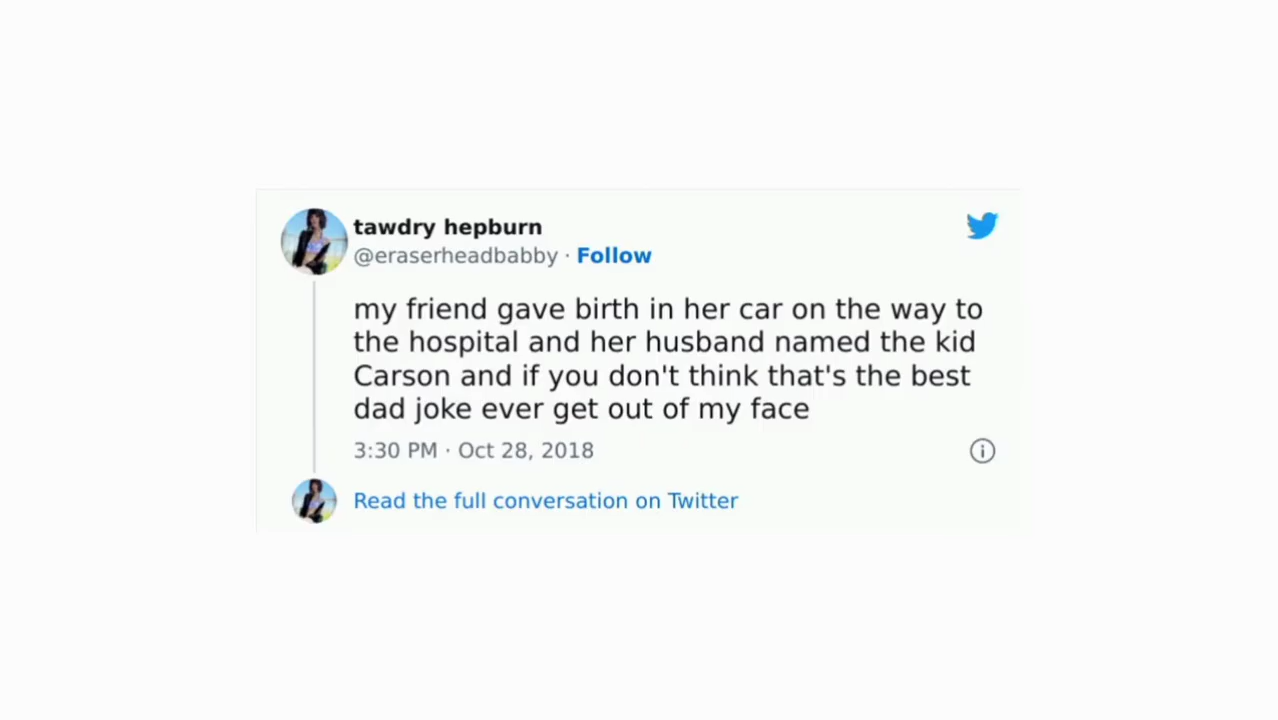 tawdry hepburn
@eraserheadbabby · Follow
my friend gave birth in her car on the way to
the hospital and her husband named the kid
Carson and if you don't think that's the best
dad joke ever get out of my face
3:30 PM · Oct 28, 2018
Read the full conversation on Twitter